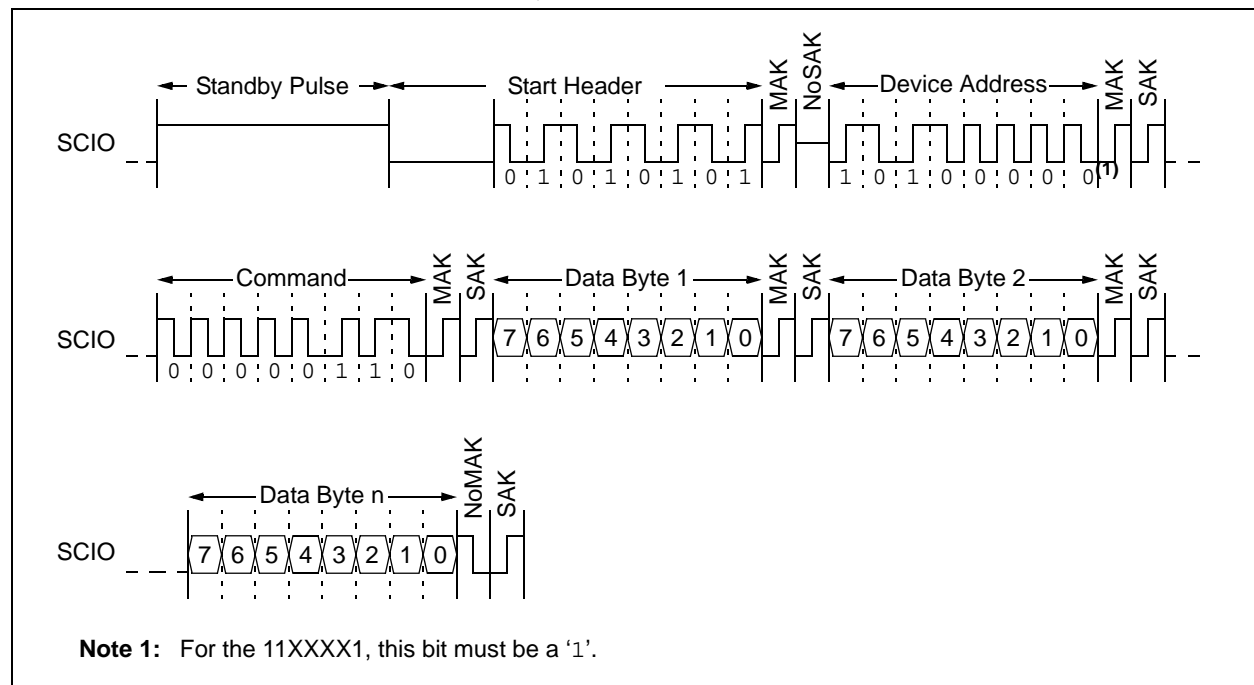 Standby Pulse Start Header MAK NoSAK Device Address MAK SAK
SCIO
0 1 0 1 0 1 0 1 1 0 1 0 0 0 0 0(1)
Command MAK SAK Data Byte 1 MAK SAK Data Byte 2 MAK SAK
SCIO 7 6 5 4 3 2 1 0 7 6 5 4 3 2 1 0
0 0 0 0 0 1 1 0
Data Byte n NoMAK SAK
SCIO 7 6 5 4 3 2 1 0
Note 1: For the 11XXXX1, this bit must be a ‘1’.